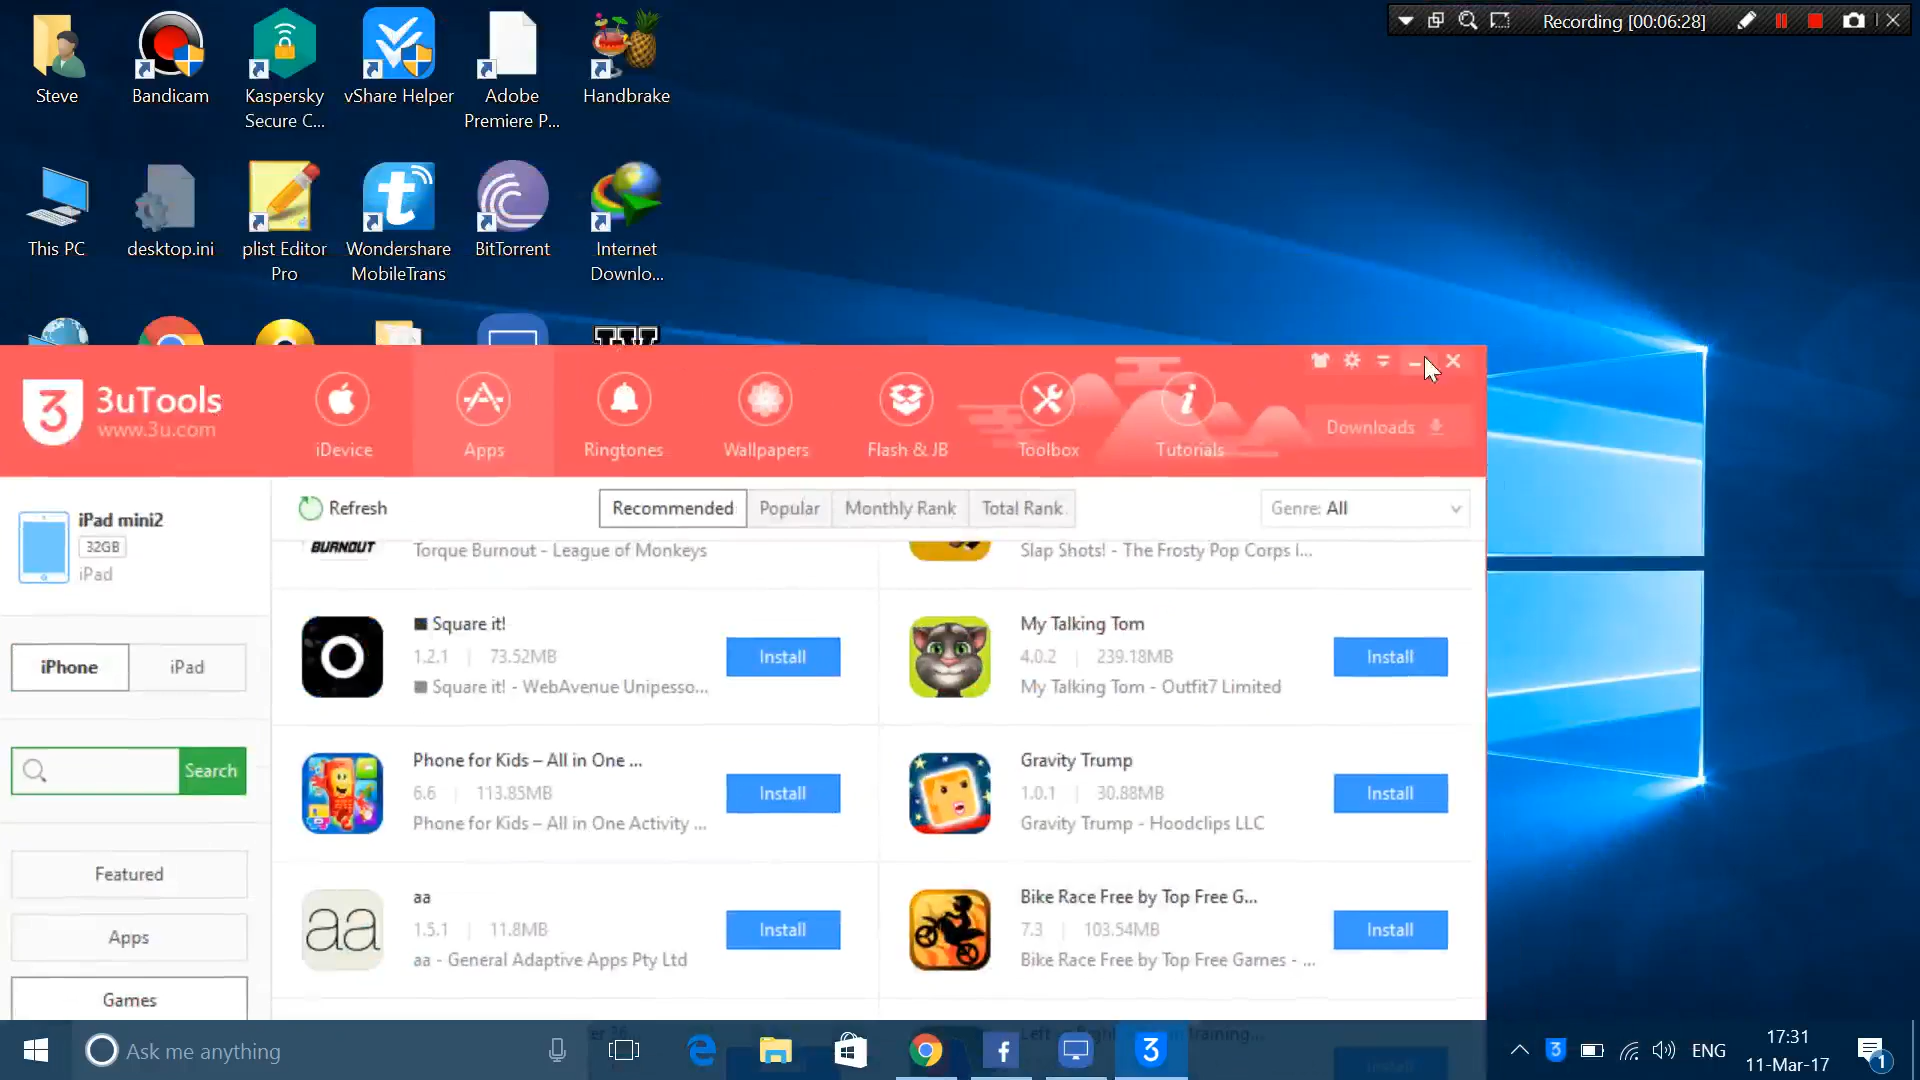 Recording [00:06:28]
Steve
Bandicam
Kaspersky
Secure C...
vShare Helper
Adobe
Premiere P...
Handbrake
This PC
desktop.ini
plist Editor
Pro
Wondershare
MobileTrans
BitTorrent
Internet
Downlo...
3uTools
www.3u.com
iDevice
Apps
Ringtones
Wallpapers
Flash & JB
Toolbox
Tutorials
Downloads
iPad mini2
32GB
iPad
Refresh
Recommended
Popular
Monthly Rank
Total Rank
Genre: All
BURNOUT
Torque Burnout - League of Monkeys
Slap Shots! - The Frosty Pop Corps I...
iPhone
iPad
Search
Featured
Apps
Games
■ Square it!
1.2.1 | 73.52MB
■ Square it! - WebAvenue Unipesso...
Install
My Talking Tom
4.0.2 | 239.18MB
My Talking Tom - Outfit7 Limited
Install
Phone for Kids – All in One ...
6.6 | 113.85MB
Phone for Kids – All in One Activity ...
Install
Gravity Trump
1.0.1 | 30.88MB
Gravity Trump - Hoodclips LLC
Install
aa
aa
1.5.1 | 11.8MB
aa - General Adaptive Apps Pty Ltd
Install
Bike Race Free by Top Free G...
7.3 | 103.54MB
Bike Race Free by Top Free Games - ...
Install
Ask me anything
ENG
17:31
11-Mar-17
1